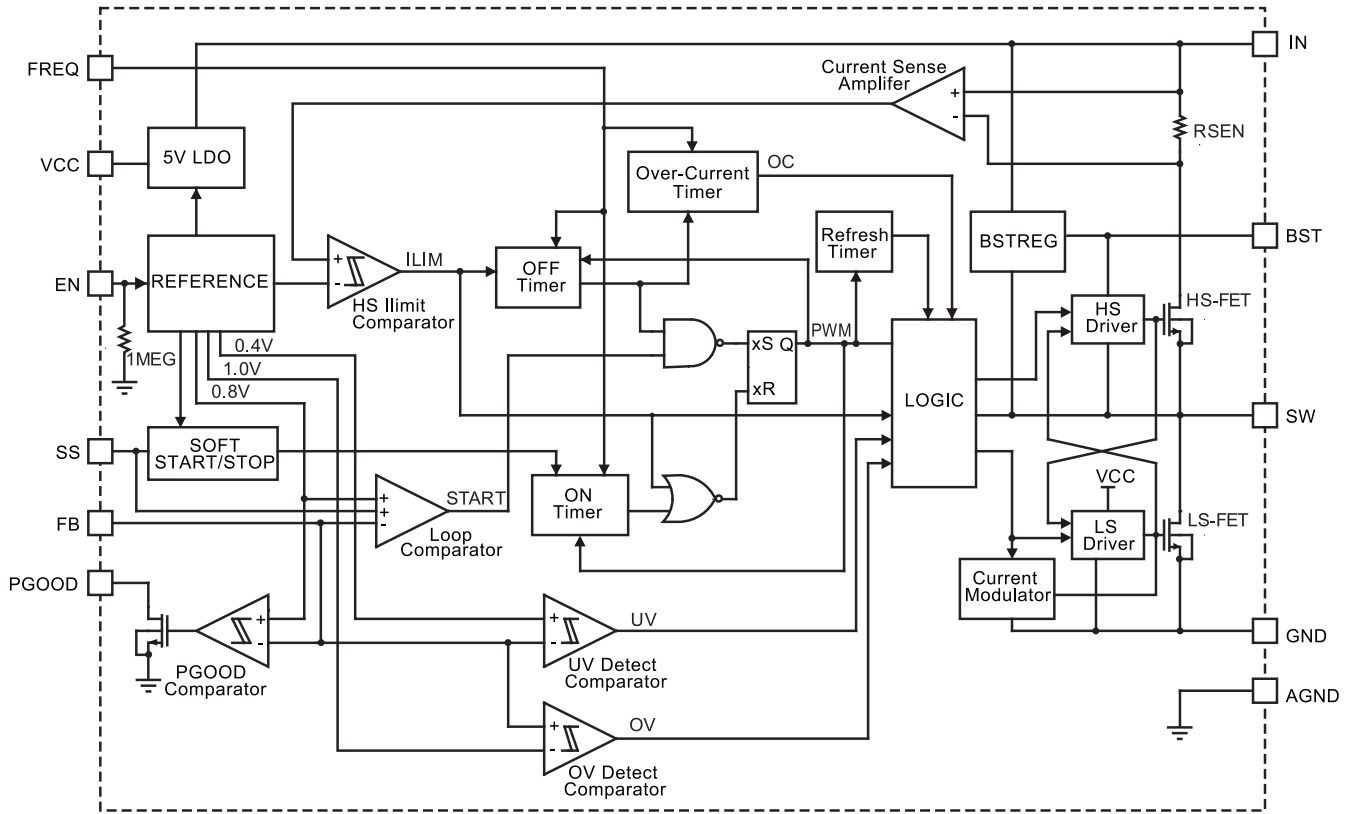 IN
FREQ
Current Sense
Amplifer
+
-
RSEN
VCC
5V LDO
Over-Current
Timer
OC
Refresh
Timer
BSTREG
BST
EN
REFERENCE
+
-
ILIM
HS Ilimit
Comparator
OFF
Timer
HS
Driver
HS-FET
1MEG
0.4V
1.0V
0.8V
xS Q
xR
PWM
LOGIC
SW
SS
SOFT
START/STOP
+
+
-
START
Loop
Comparator
ON
Timer
VCC
LS
Driver
LS-FET
FB
PGOOD
Current
Modulator
+
-
PGOOD
Comparator
+
-
UV
UV Detect
Comparator
GND
AGND
+
-
OV
OV Detect
Comparator